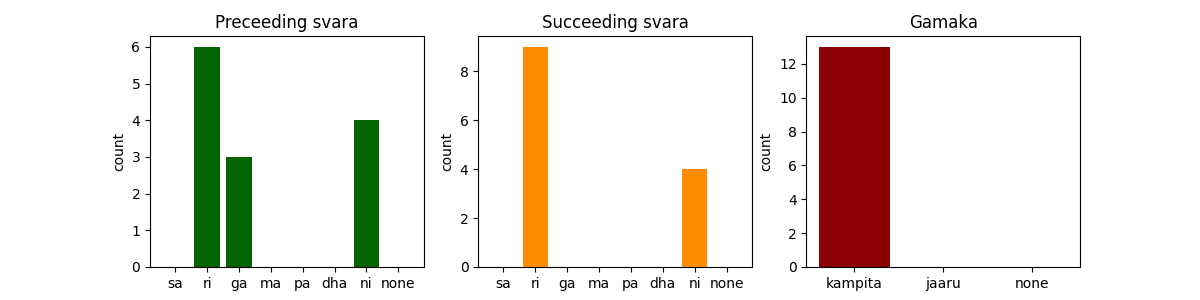 Preceeding svara
count
6
5
4
3
2
1
0
sa ri ga ma pa dha ni none
Succeeding svara
count
8
6
4
2
0
sa ri ga ma pa dha ni none
Gamaka
count
12
10
8
6
4
2
0
kampita jaaru none